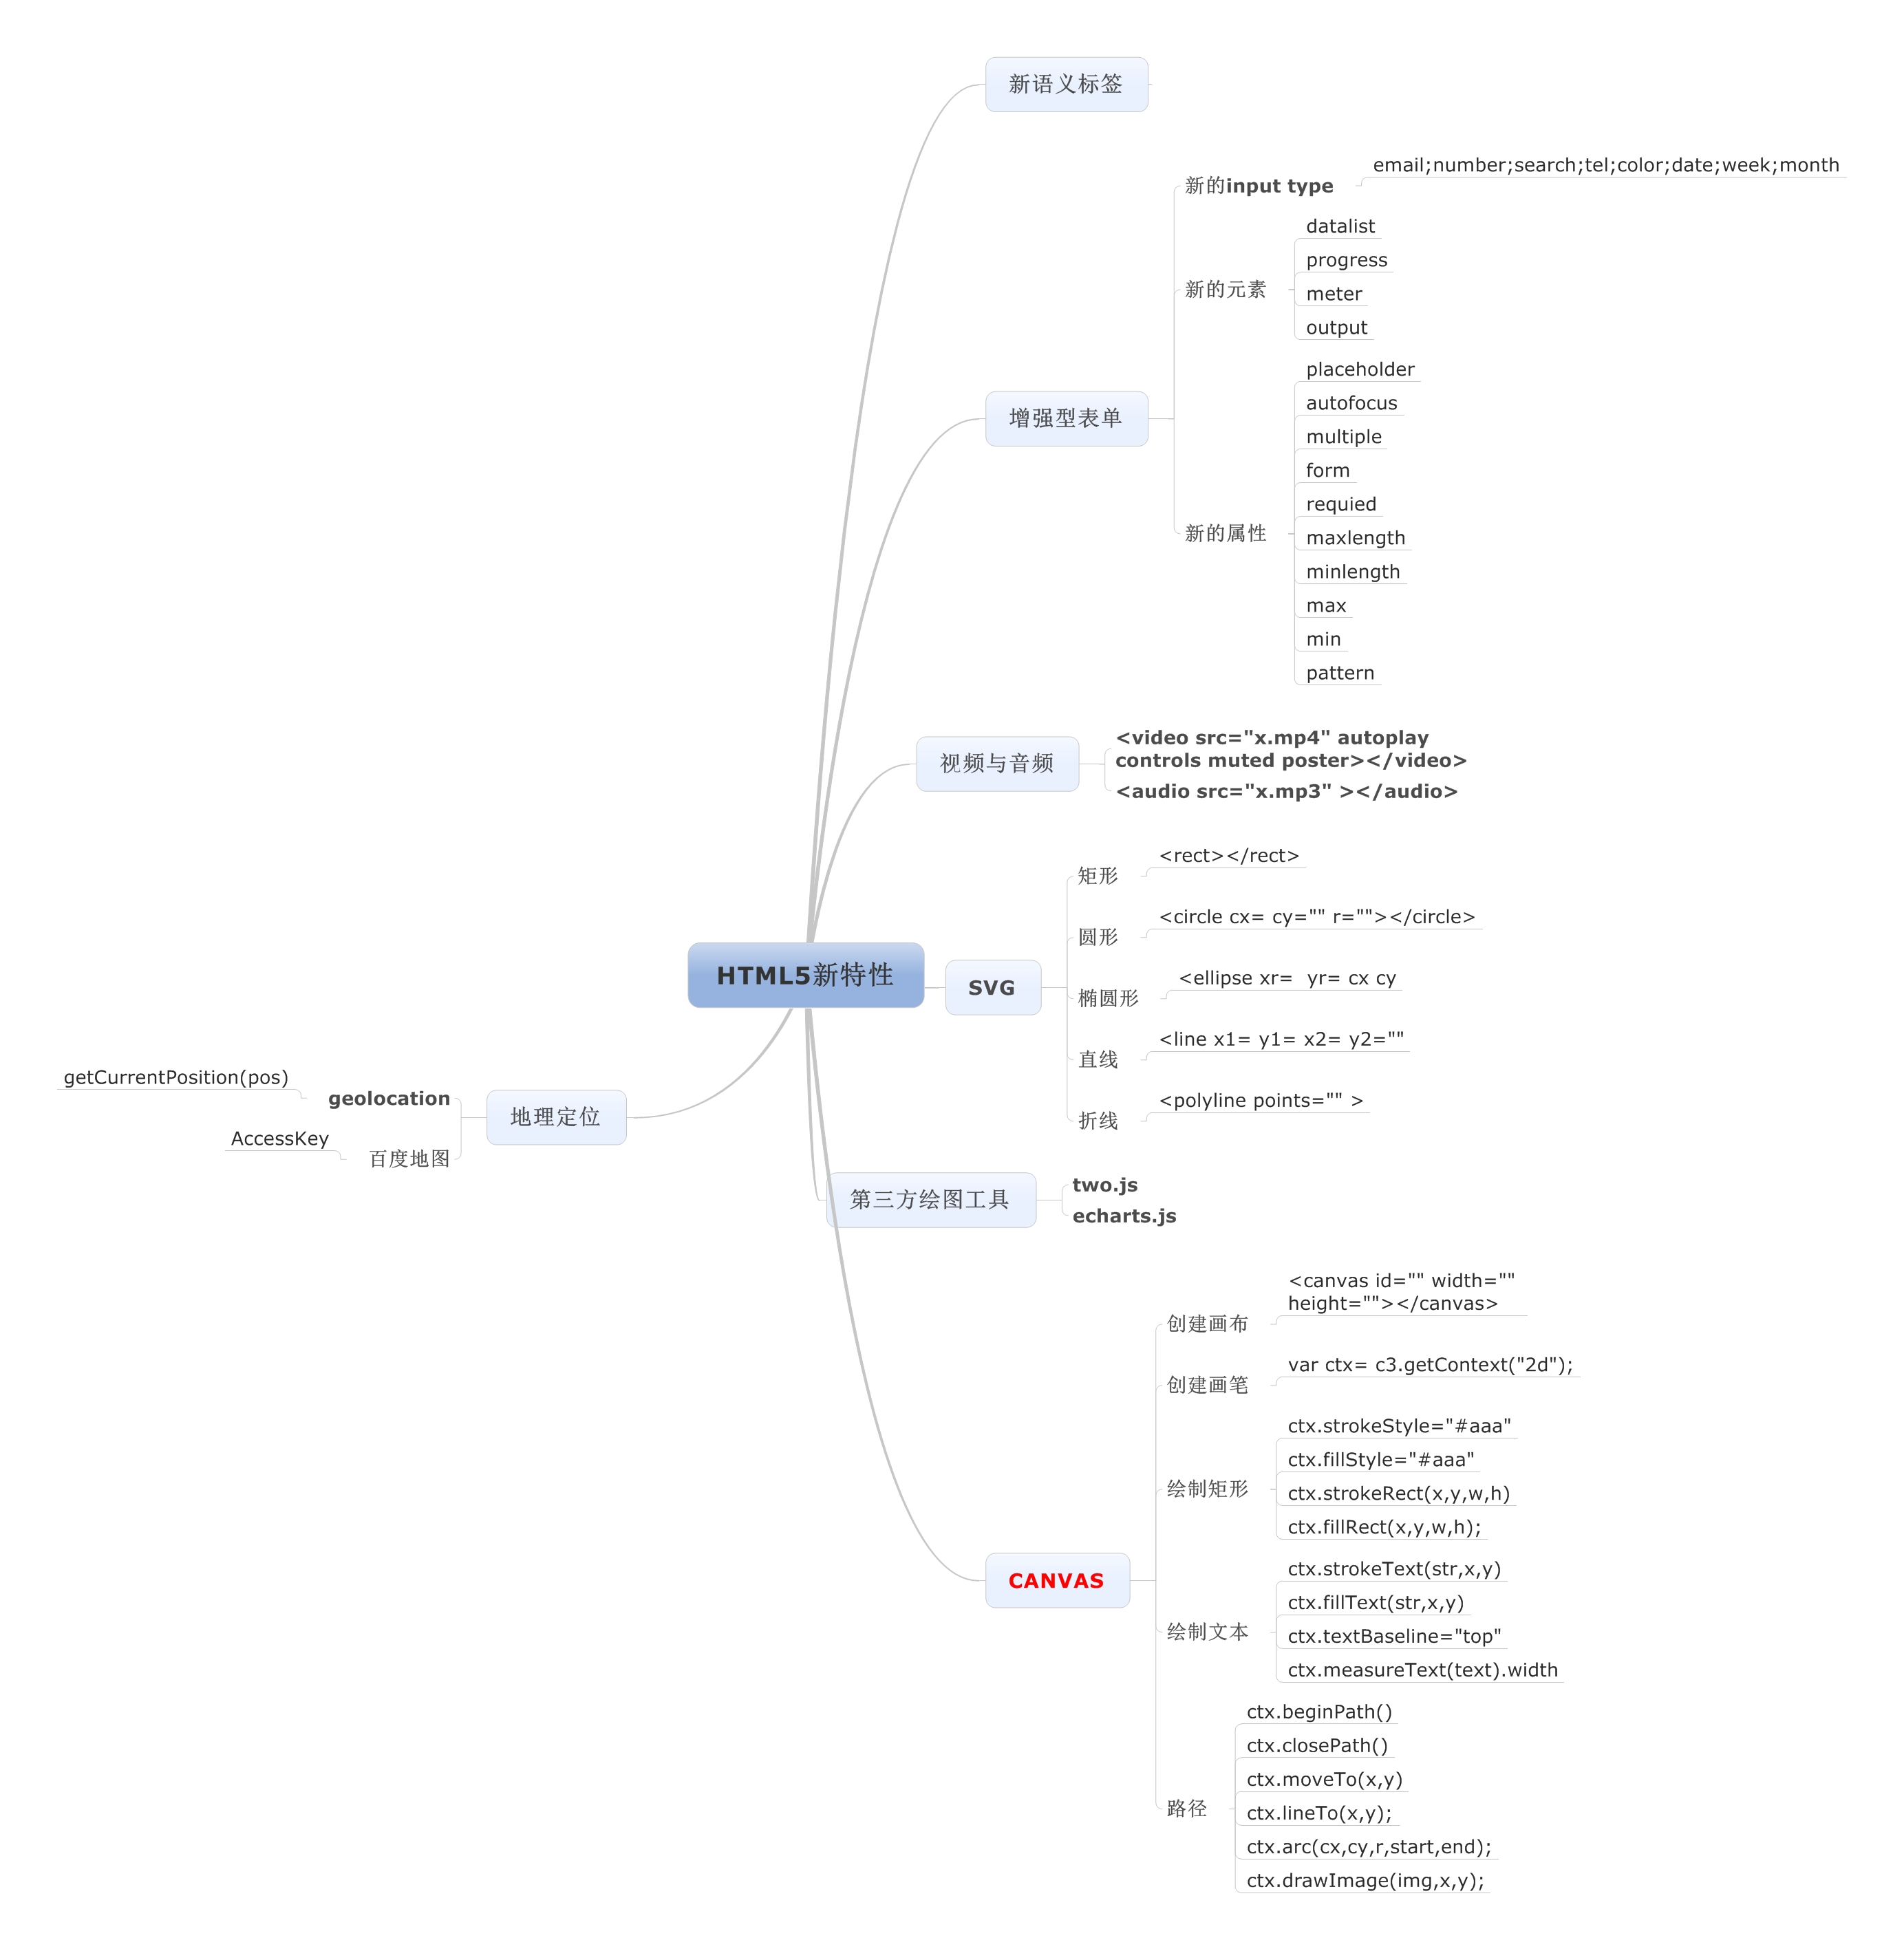 新语义标签
email;number;search;tel;color;date;week;month
新的input type
datalist
progress
新的元素
meter
output
placeholder
autofocus
增强型表单
multiple
form
requied
新的属性
maxlength
minlength
max
min
pattern
<video src="x.mp4" autoplay
controls muted poster></video>
视频与音频
<audio src="x.mp3" ></audio>
<rect></rect>
矩形
<circle cx= cy="" r=""></circle>
圆形
HTML5新特性
SVG
<ellipse xr=  yr= cx cy
椭圆形
<line x1= y1= x2= y2=""
直线
<polyline points="" >
折线
getCurrentPosition(pos)
geolocation
地理定位
AccessKey
百度地图
第三方绘图工具
two.js
echarts.js
<canvas id="" width=""
height=""></canvas>
创建画布
var ctx= c3.getContext("2d");
创建画笔
ctx.strokeStyle="#aaa"
ctx.fillStyle="#aaa"
绘制矩形
ctx.strokeRect(x,y,w,h)
ctx.fillRect(x,y,w,h);
CANVAS
ctx.strokeText(str,x,y)
ctx.fillText(str,x,y)
绘制文本
ctx.textBaseline="top"
ctx.measureText(text).width
ctx.beginPath()
ctx.closePath()
ctx.moveTo(x,y)
路径
ctx.lineTo(x,y);
ctx.arc(cx,cy,r,start,end);
ctx.drawImage(img,x,y);